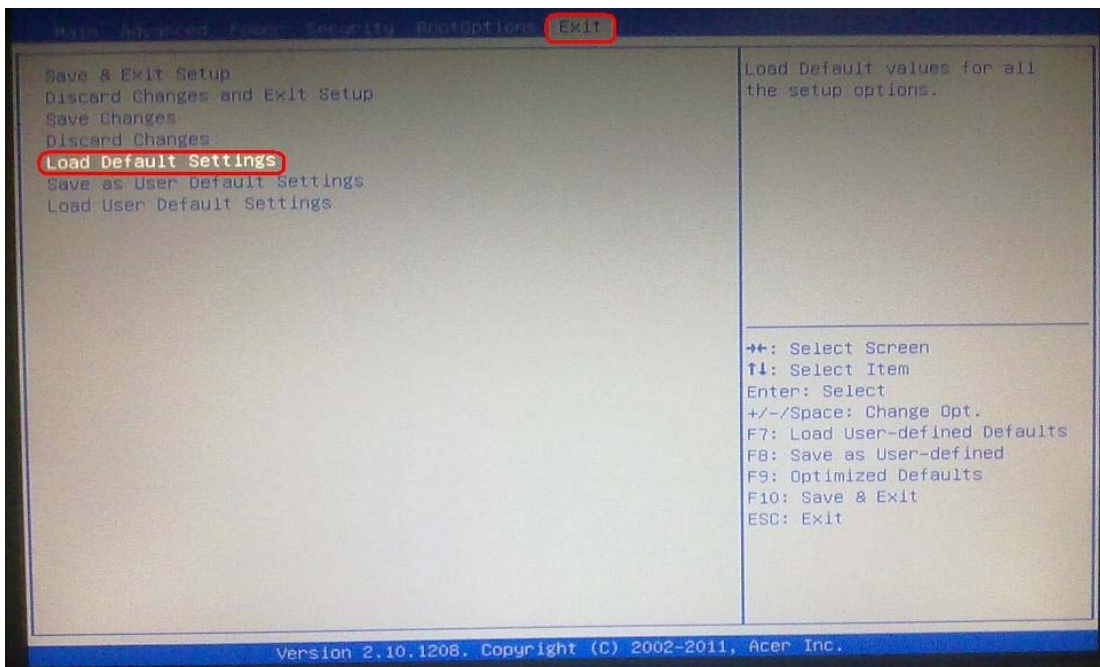 Main Advanced Power Security BootOptions Exit
Save & Exit Setup
Discard Changes and Exit Setup
Save Changes
Discard Changes
Load Default Settings
Save as User Default Settings
Load User Default Settings
Load Default values for all
the setup options.
→←: Select Screen
↑↓: Select Item
Enter: Select
+/-/Space: Change Opt.
F7: Load User-defined Defaults
F8: Save as User-defined
F9: Optimized Defaults
F10: Save & Exit
ESC: Exit
Version 2.10.1208. Copyright (C) 2002-2011, Acer Inc.